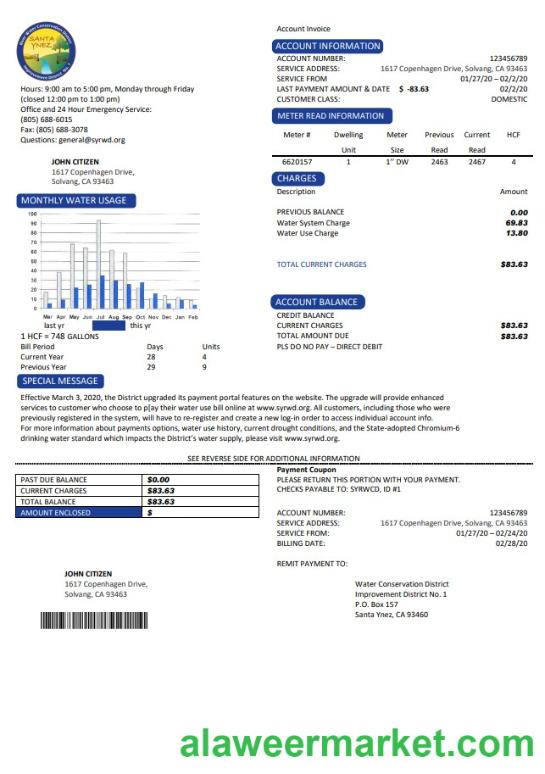 SANTA
YNEZ
Hours: 9:00 am to 5:00 pm, Monday through Friday
(closed 12:00 pm to 1:00 pm)
Office and 24 Hour Emergency Service:
(805) 688-6015
Fax: (805) 688-3078
Questions: general@syrwd.org
JOHN CITIZEN
1617 Copenhagen Drive,
Solvang, CA 93463
Account Invoice
ACCOUNT INFORMATION
ACCOUNT NUMBER: 123456789
SERVICE ADDRESS: 1617 Copenhagen Drive, Solvang, CA 93463
SERVICE FROM 01/27/20 – 02/2/20
LAST PAYMENT AMOUNT & DATE $ -83.63 02/2/20
CUSTOMER CLASS: DOMESTIC
METER READ INFORMATION
Meter # Dwelling Meter Previous Current HCF
Unit Size Read Read
6620157 1 1" DW 2463 2467 4
CHARGES
Description Amount
PREVIOUS BALANCE 0.00
Water System Charge 69.83
Water Use Charge 13.80
TOTAL CURRENT CHARGES $83.63
ACCOUNT BALANCE
CREDIT BALANCE
CURRENT CHARGES $83.63
TOTAL AMOUNT DUE $83.63
PLS DO NO PAY – DIRECT DEBIT
MONTHLY WATER USAGE
100
90
80
70
60
50
40
30
20
10
0
Mar Apr May Jun Jul Aug Sep Oct Nov Dec Jan Feb
last yr this yr
1 HCF = 748 GALLONS
Bill Period Days Units
Current Year 28 4
Previous Year 29 9
SPECIAL MESSAGE
Effective March 3, 2020, the District upgraded its payment portal features on the website. The upgrade will provide enhanced
services to customer who choose to p[ay their water use bill online at www.syrwd.org. All customers, including those who were
previously registered in the system, will have to re-register and create a new log-in order to access individual account info.
For more information about payments options, water use history, current drought conditions, and the State-adopted Chromium-6
drinking water standard which impacts the District's water supply, please visit www.syrwd.org.
SEE REVERSE SIDE FOR ADDITIONAL INFORMATION
PAST DUE BALANCE $0.00
CURRENT CHARGES $83.63
TOTAL BALANCE $83.63
AMOUNT ENCLOSED $
Payment Coupon
PLEASE RETURN THIS PORTION WITH YOUR PAYMENT.
CHECKS PAYABLE TO: SYRWCD, ID #1
ACCOUNT NUMBER: 123456789
SERVICE ADDRESS: 1617 Copenhagen Drive, Solvang, CA 93463
SERVICE FROM: 01/27/20 – 02/24/20
BILLING DATE: 02/28/20
REMIT PAYMENT TO:
JOHN CITIZEN
1617 Copenhagen Drive,
Solvang, CA 93463
Water Conservation District
Improvement District No. 1
P.O. Box 157
Santa Ynez, CA 93460
alaweermarket.com